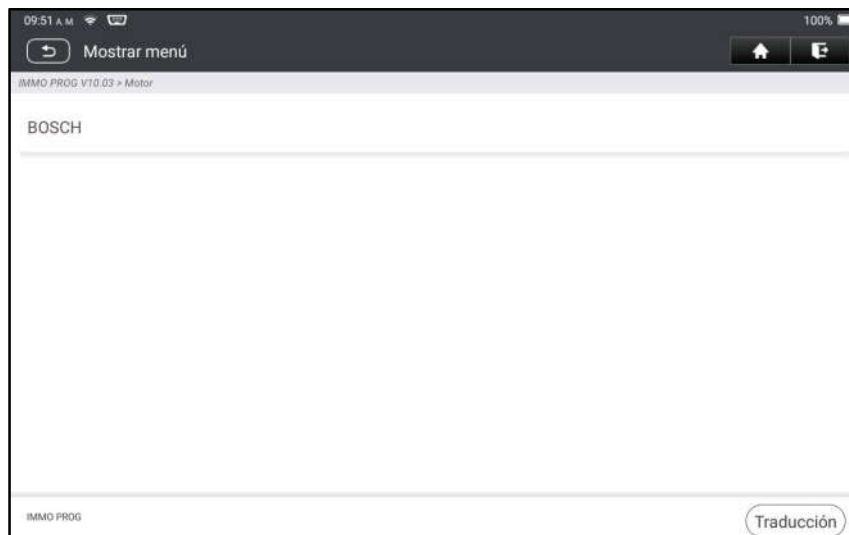 09:51 A M 100%
Mostrar menú
IMMO PROG V10.03 > Motor
BOSCH
IMMO PROG
Traducción